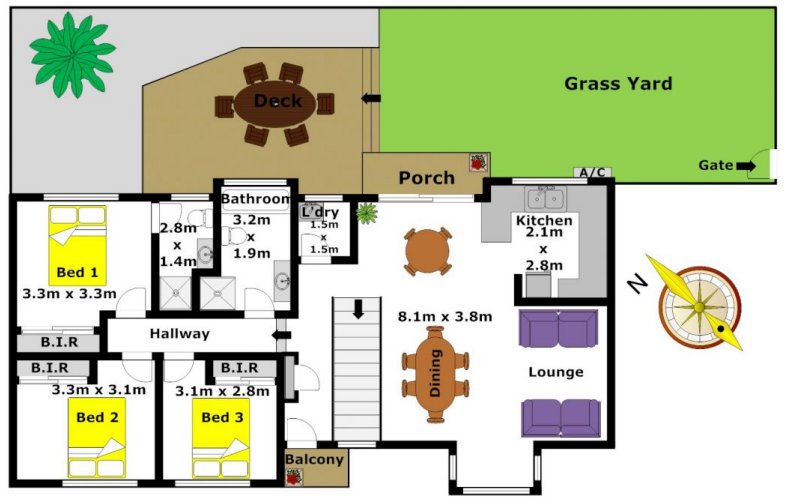 Deck
Grass Yard
Gate
A/C
Porch
Bathroom
3.2m
x
1.9m
2.8m
x
1.4m
L'dry
1.5m
x
1.5m
Kitchen
2.1m
x
2.8m
Bed 1
3.3m x 3.3m
B.I.R
Hallway
8.1m x 3.8m
N
Dining
Lounge
B.I.R
3.3m x 3.1m
Bed 2
B.I.R
3.1m x 2.8m
Bed 3
Balcony